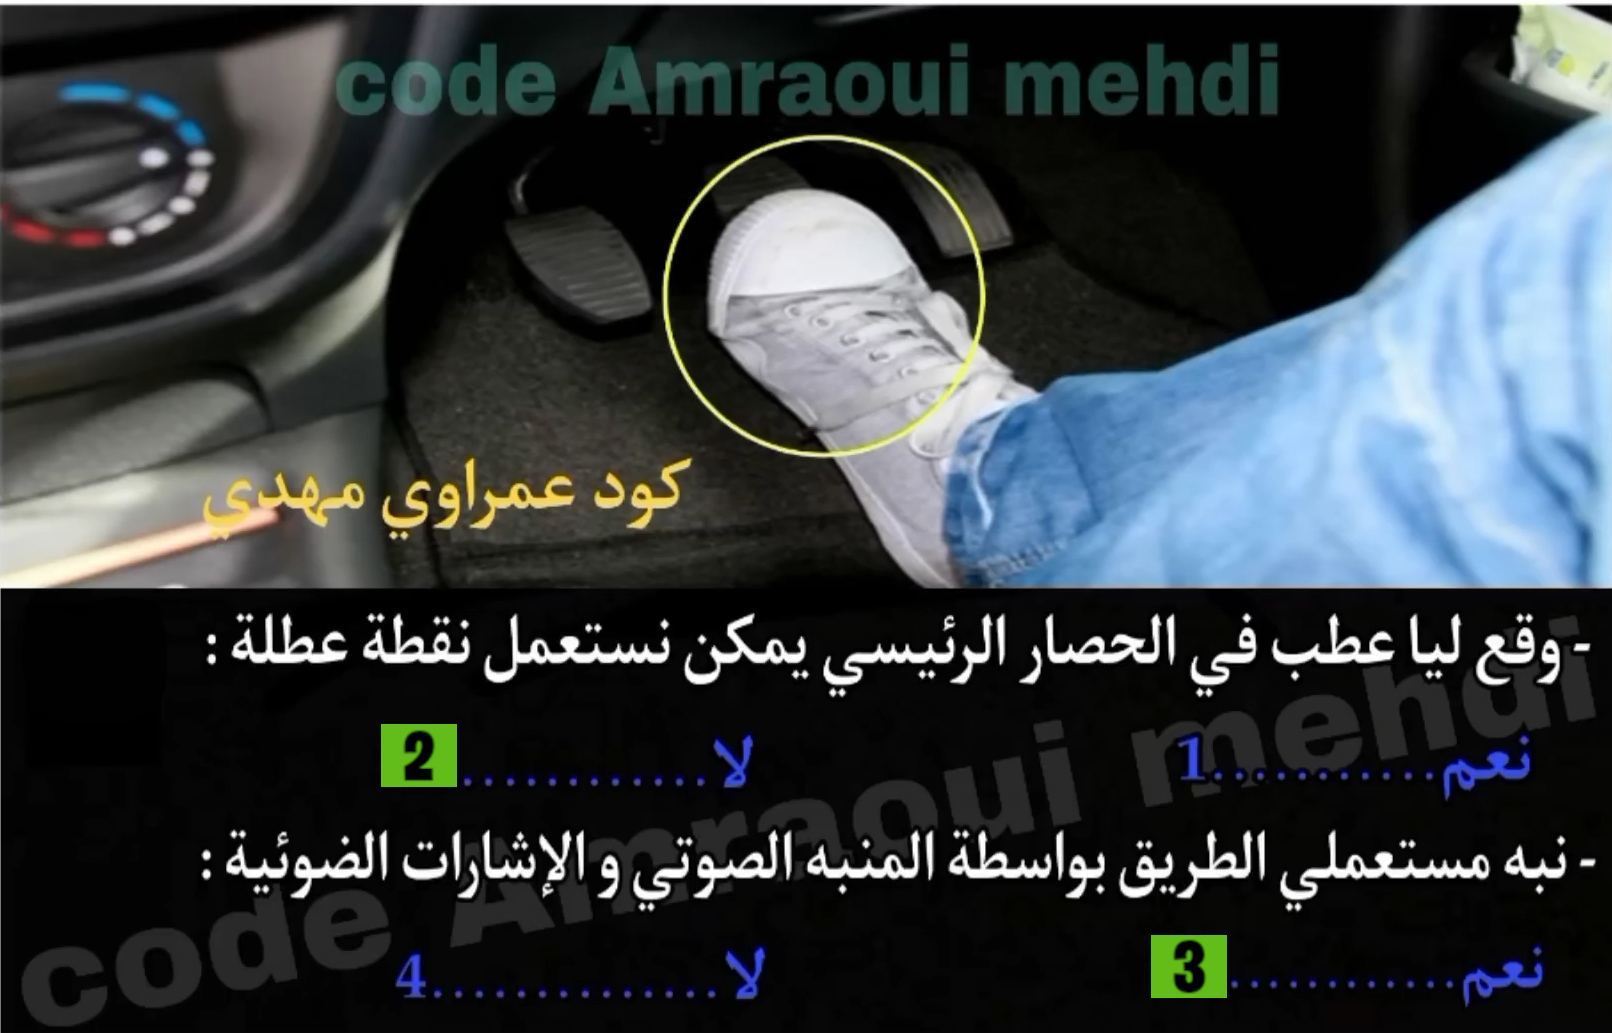 code Amraoui mehdi
كود عمراوي مهدي
- وقع ليا عطب في الحصار الرئيسي يمكن نستعمل نقطة عطلة :
نعم...........1 لا............2
- نبه مستعملي الطريق بواسطة المنبه الصوتي و الإشارات الضوئية :
نعم............3 لا..............4
code Amraoui mehdi